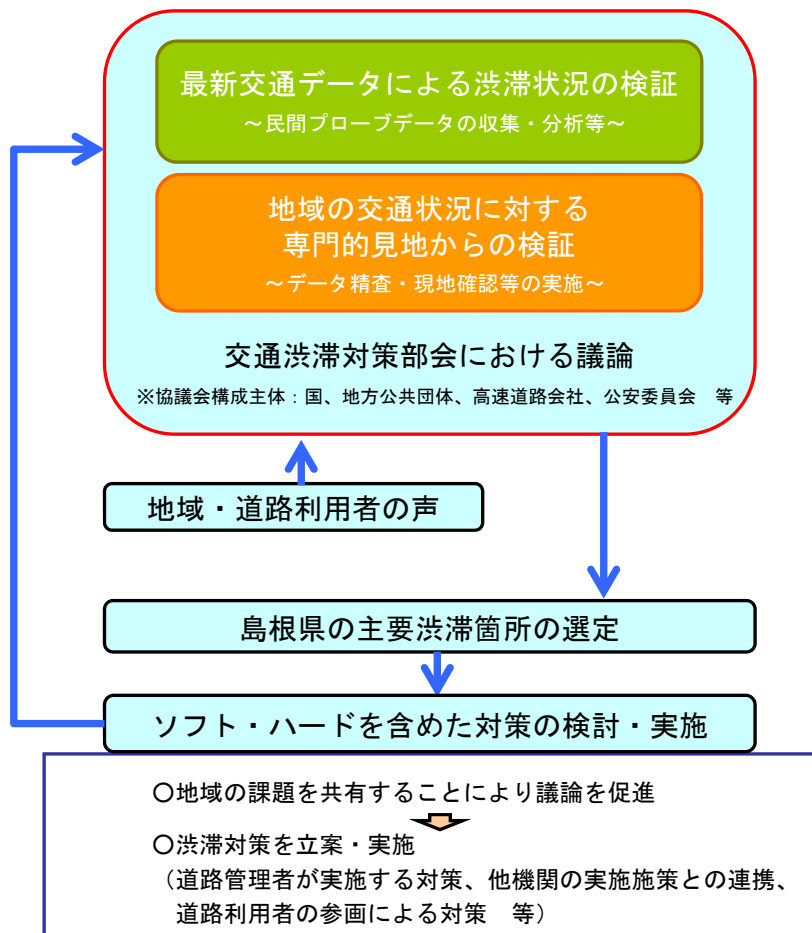 最新交通データによる渋滞状況の検証
～民間プローブデータの収集・分析等～
地域の交通状況に対する
専門的見地からの検証
～データ精査・現地確認等の実施～
交通渋滞対策部会における議論
※協議会構成主体：国、地方公共団体、高速道路会社、公安委員会　等
地域・道路利用者の声
島根県の主要渋滞箇所の選定
ソフト・ハードを含めた対策の検討・実施
〇地域の課題を共有することにより議論を促進
〇渋滞対策を立案・実施
（道路管理者が実施する対策、他機関の実施施策との連携、
道路利用者の参画による対策　等）